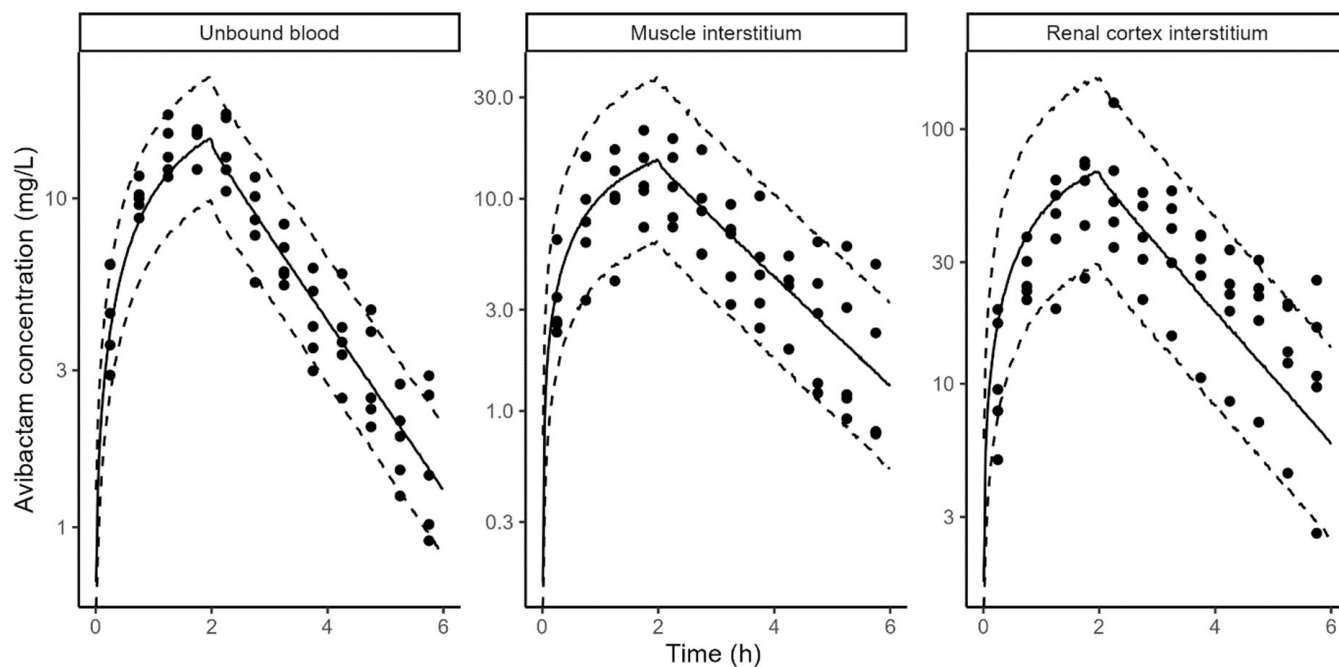 Unbound blood
Muscle interstitium
Renal cortex interstitium
Avibactam concentration (mg/L)
10
3
1
30.0
10.0
3.0
1.0
0.3
100
30
10
3
0 2 4 6
0 2 4 6
0 2 4 6
Time (h)